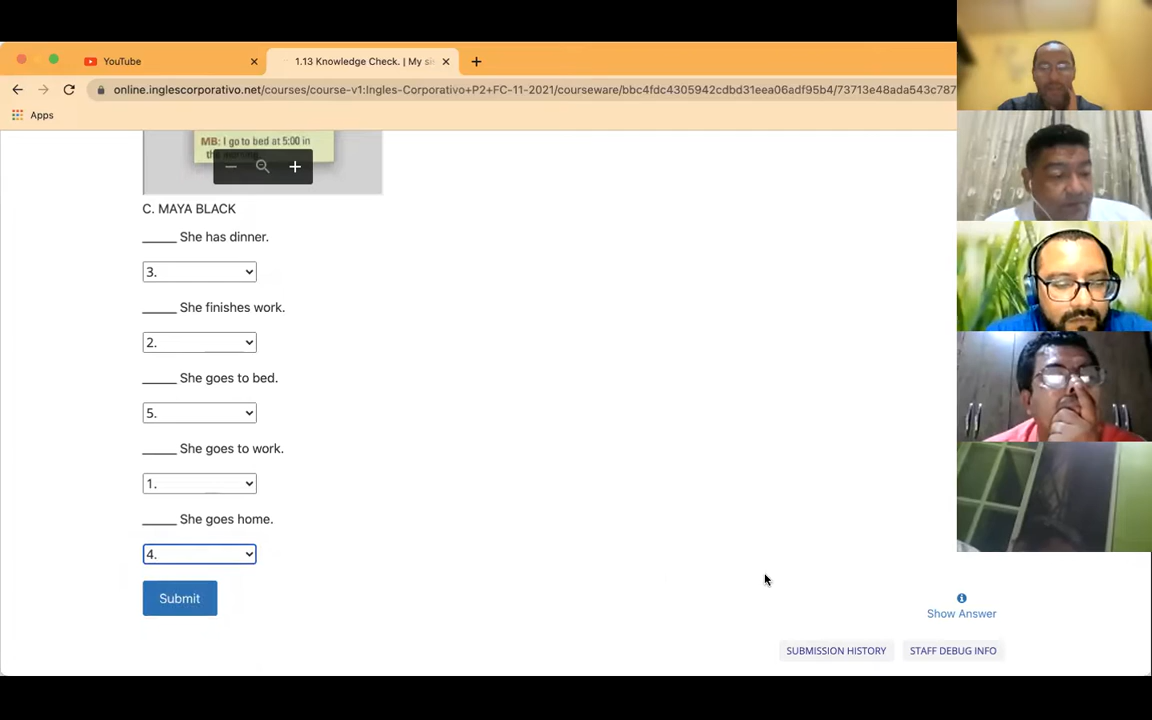 YouTube
1.13 Knowledge Check. | My si
online.inglescorporativo.net/courses/course-v1:Ingles-Corporativo+P2+FC-11-2021/courseware/bbc4fdc4305942cdbd31eea06adf95b4/73713e48ada543c787
Apps
MB: I go to bed at 5:00 in
C. MAYA BLACK
_____ She has dinner.
3.
_____ She finishes work.
2.
_____ She goes to bed.
5.
_____ She goes to work.
1.
_____ She goes home.
4.
Submit
Show Answer
SUBMISSION HISTORY
STAFF DEBUG INFO